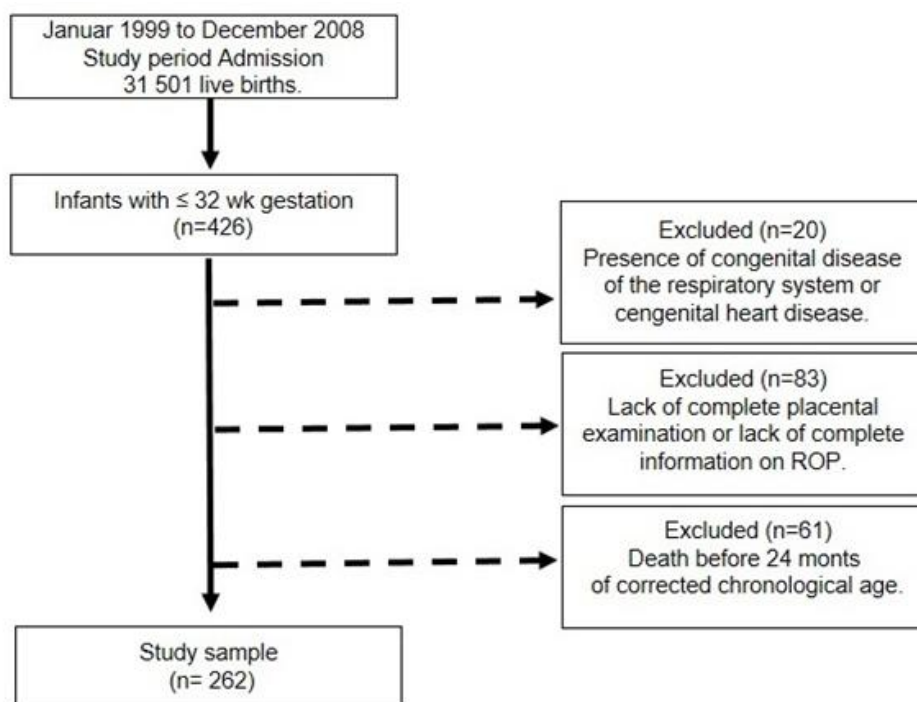 Januar 1999 to December 2008
Study period Admission
31 501 live births.
Infants with ≤ 32 wk gestation
(n=426)
Excluded (n=20)
Presence of congenital disease
of the respiratory system or
cengenital heart disease.
Excluded (n=83)
Lack of complete placental
examination or lack of complete
information on ROP.
Excluded (n=61)
Death before 24 monts
of corrected chronological age.
Study sample
(n= 262)